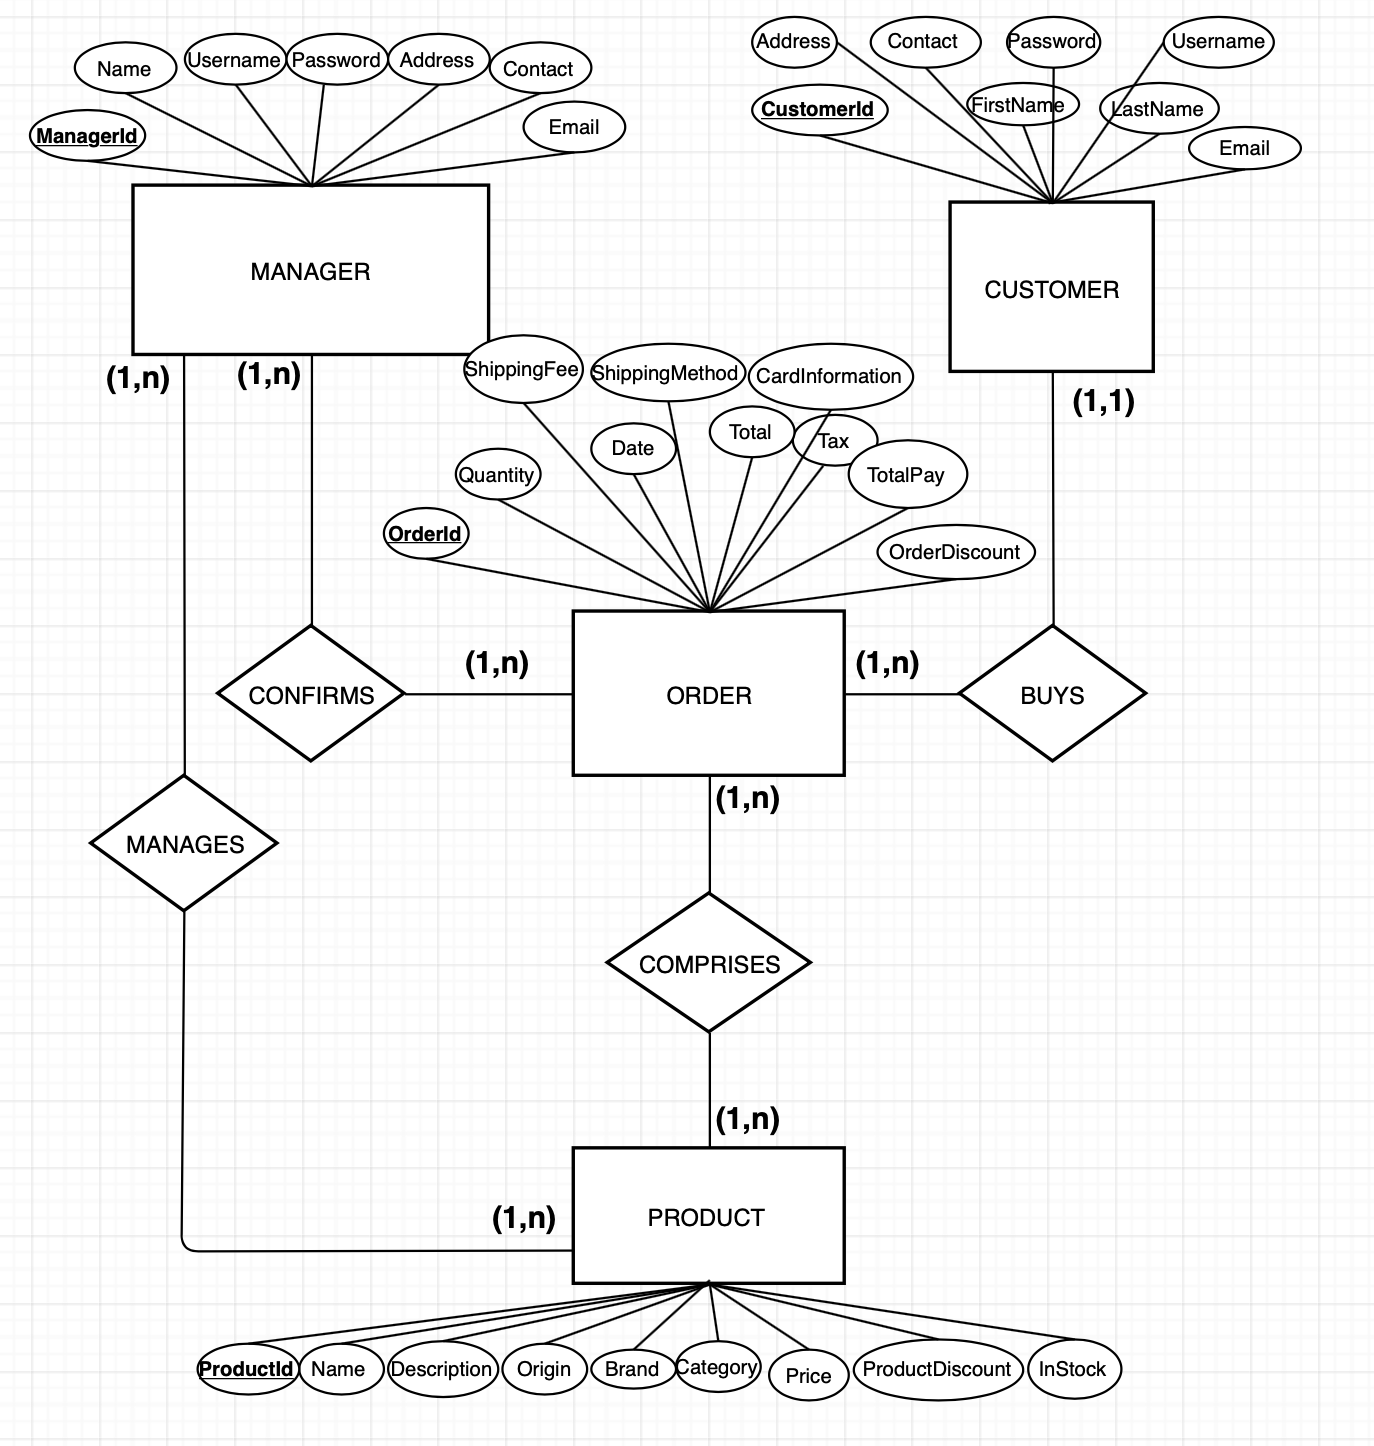 Address
Contact
Password
Username
Name
Username
Password
Address
Contact
CustomerId
FirstName
LastName
Email
ManagerId
Email
MANAGER
CUSTOMER
(1,n)
(1,n)
ShippingFee
ShippingMethod
CardInformation
(1,1)
Quantity
Date
Total
Tax
TotalPay
OrderId
OrderDiscount
CONFIRMS
(1,n)
ORDER
(1,n)
BUYS
(1,n)
MANAGES
COMPRISES
(1,n)
(1,n)
PRODUCT
ProductId
Name
Description
Origin
Brand
Category
Price
ProductDiscount
InStock